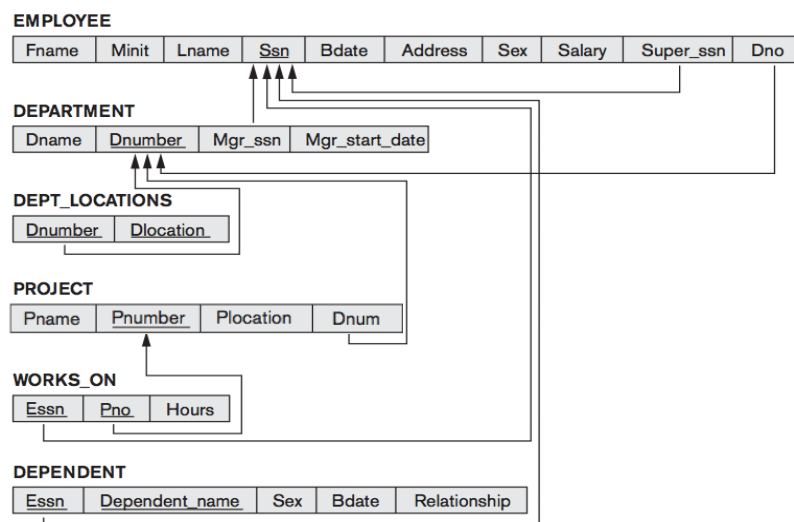 EMPLOYEE
Fname Minit Lname Ssn Bdate Address Sex Salary Super_ssn Dno
DEPARTMENT
Dname Dnumber Mgr_ssn Mgr_start_date
DEPT_LOCATIONS
Dnumber Dlocation
PROJECT
Pname Pnumber Plocation Dnum
WORKS_ON
Essn Pno Hours
DEPENDENT
Essn Dependent_name Sex Bdate Relationship